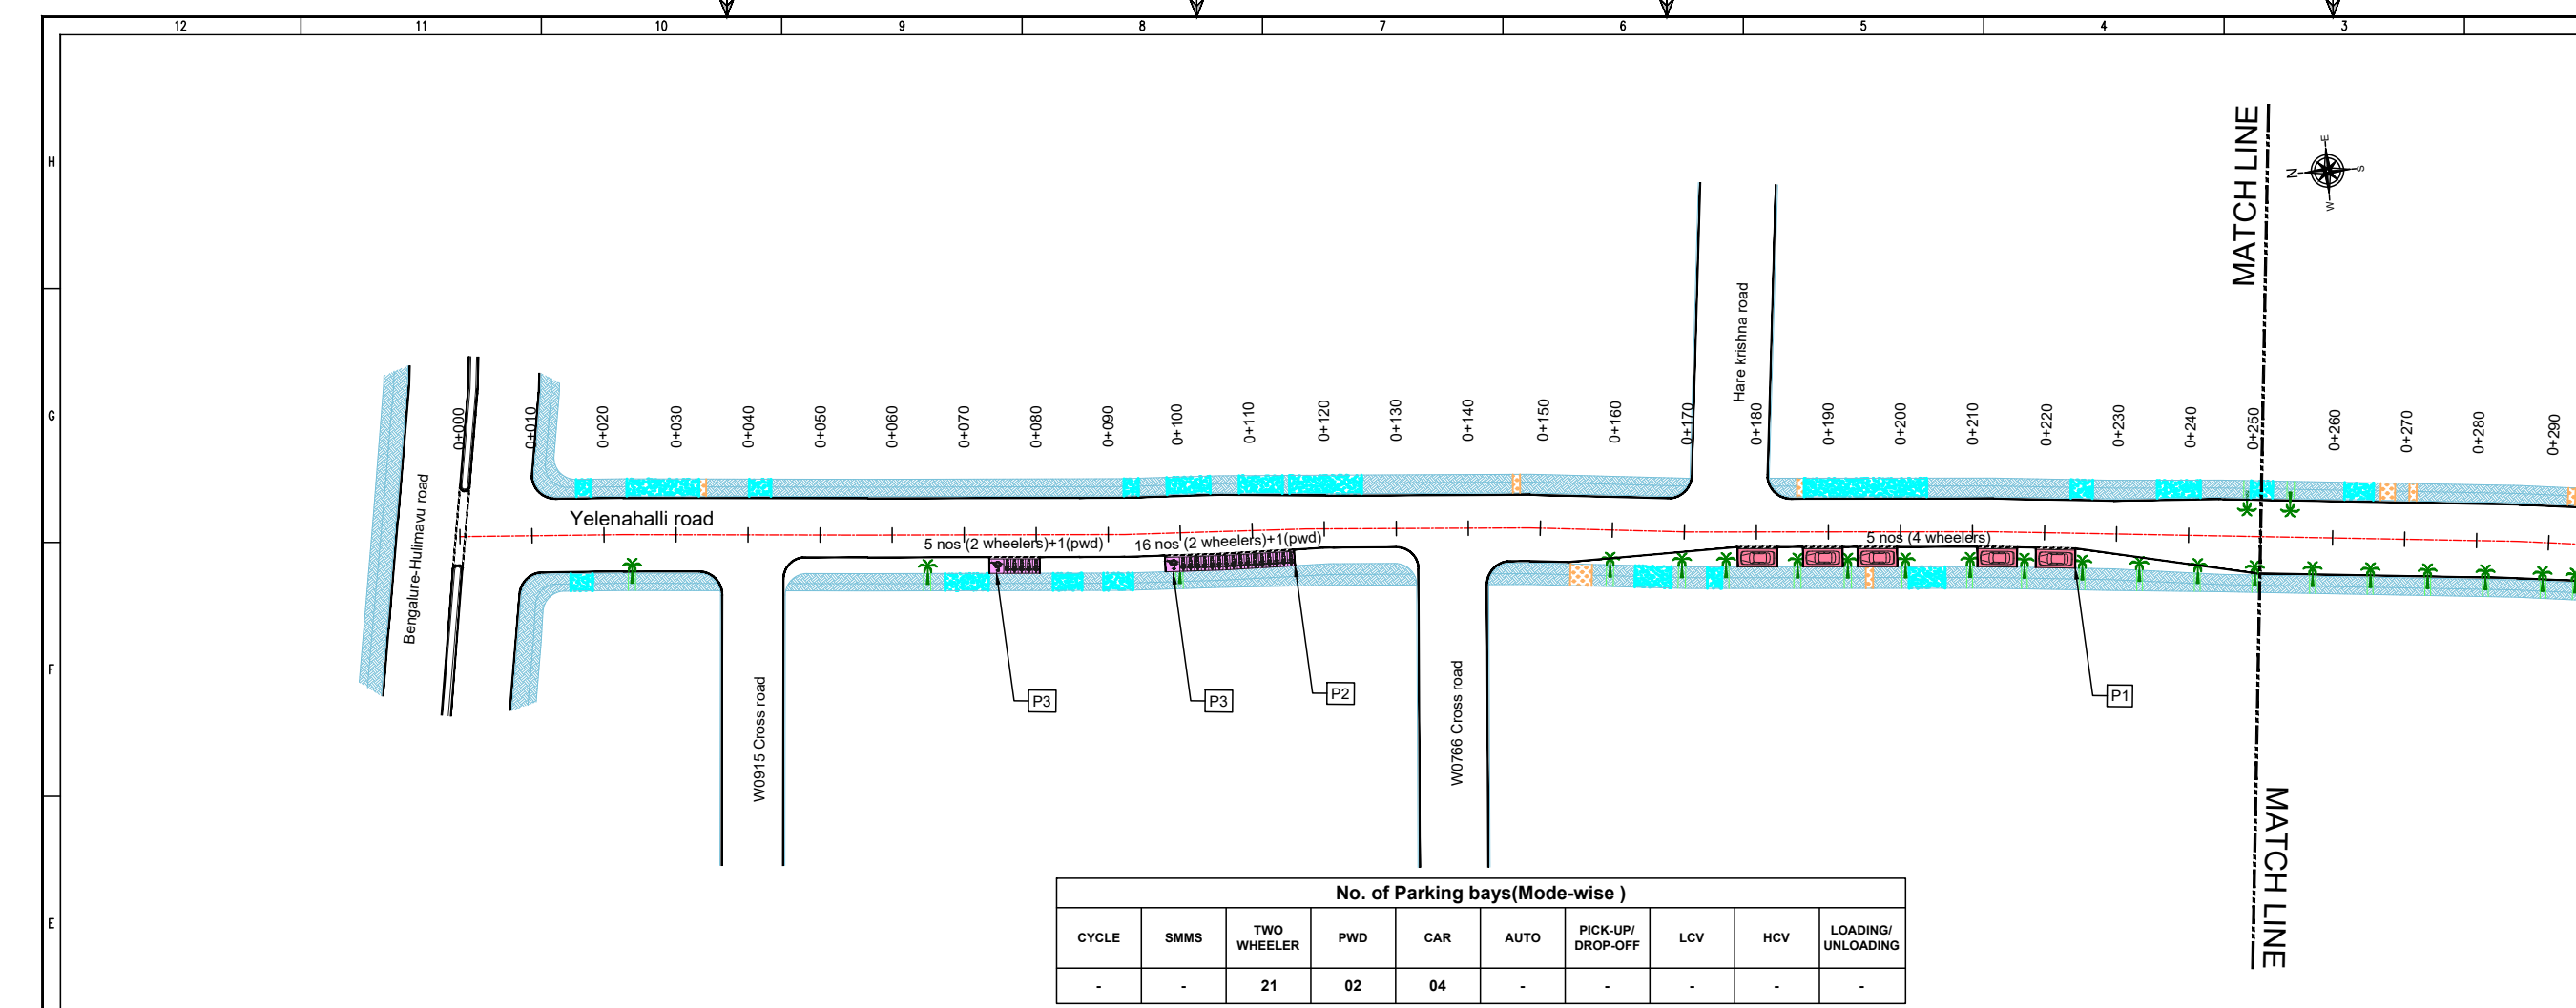 12 11 10 9 8 7 6 5 4 3
H
G
F
E
MATCH LINE
N
E
S
W
Hare krishna road
0+000 0+010 0+020 0+030 0+040 0+050 0+060 0+070 0+080 0+090 0+100 0+110 0+120 0+130 0+140 0+150 0+160 0+170 0+180 0+190 0+200 0+210 0+220 0+230 0+240 0+250 0+260 0+270 0+280 0+290
Bengalure-Hulimavu road
Yelenahalli road
5 nos (2 wheelers)+1(pwd)
16 nos (2 wheelers)+1(pwd)
5 nos (4 wheelers)
P3
P3
P2
P1
W0915 Cross road
W0766 Cross road
MATCH LINE
No. of Parking bays(Mode-wise )
CYCLE SMMS TWO WHEELER PWD CAR AUTO PICK-UP/ DROP-OFF LCV HCV LOADING/ UNLOADING
- - 21 02 04 - - - - -